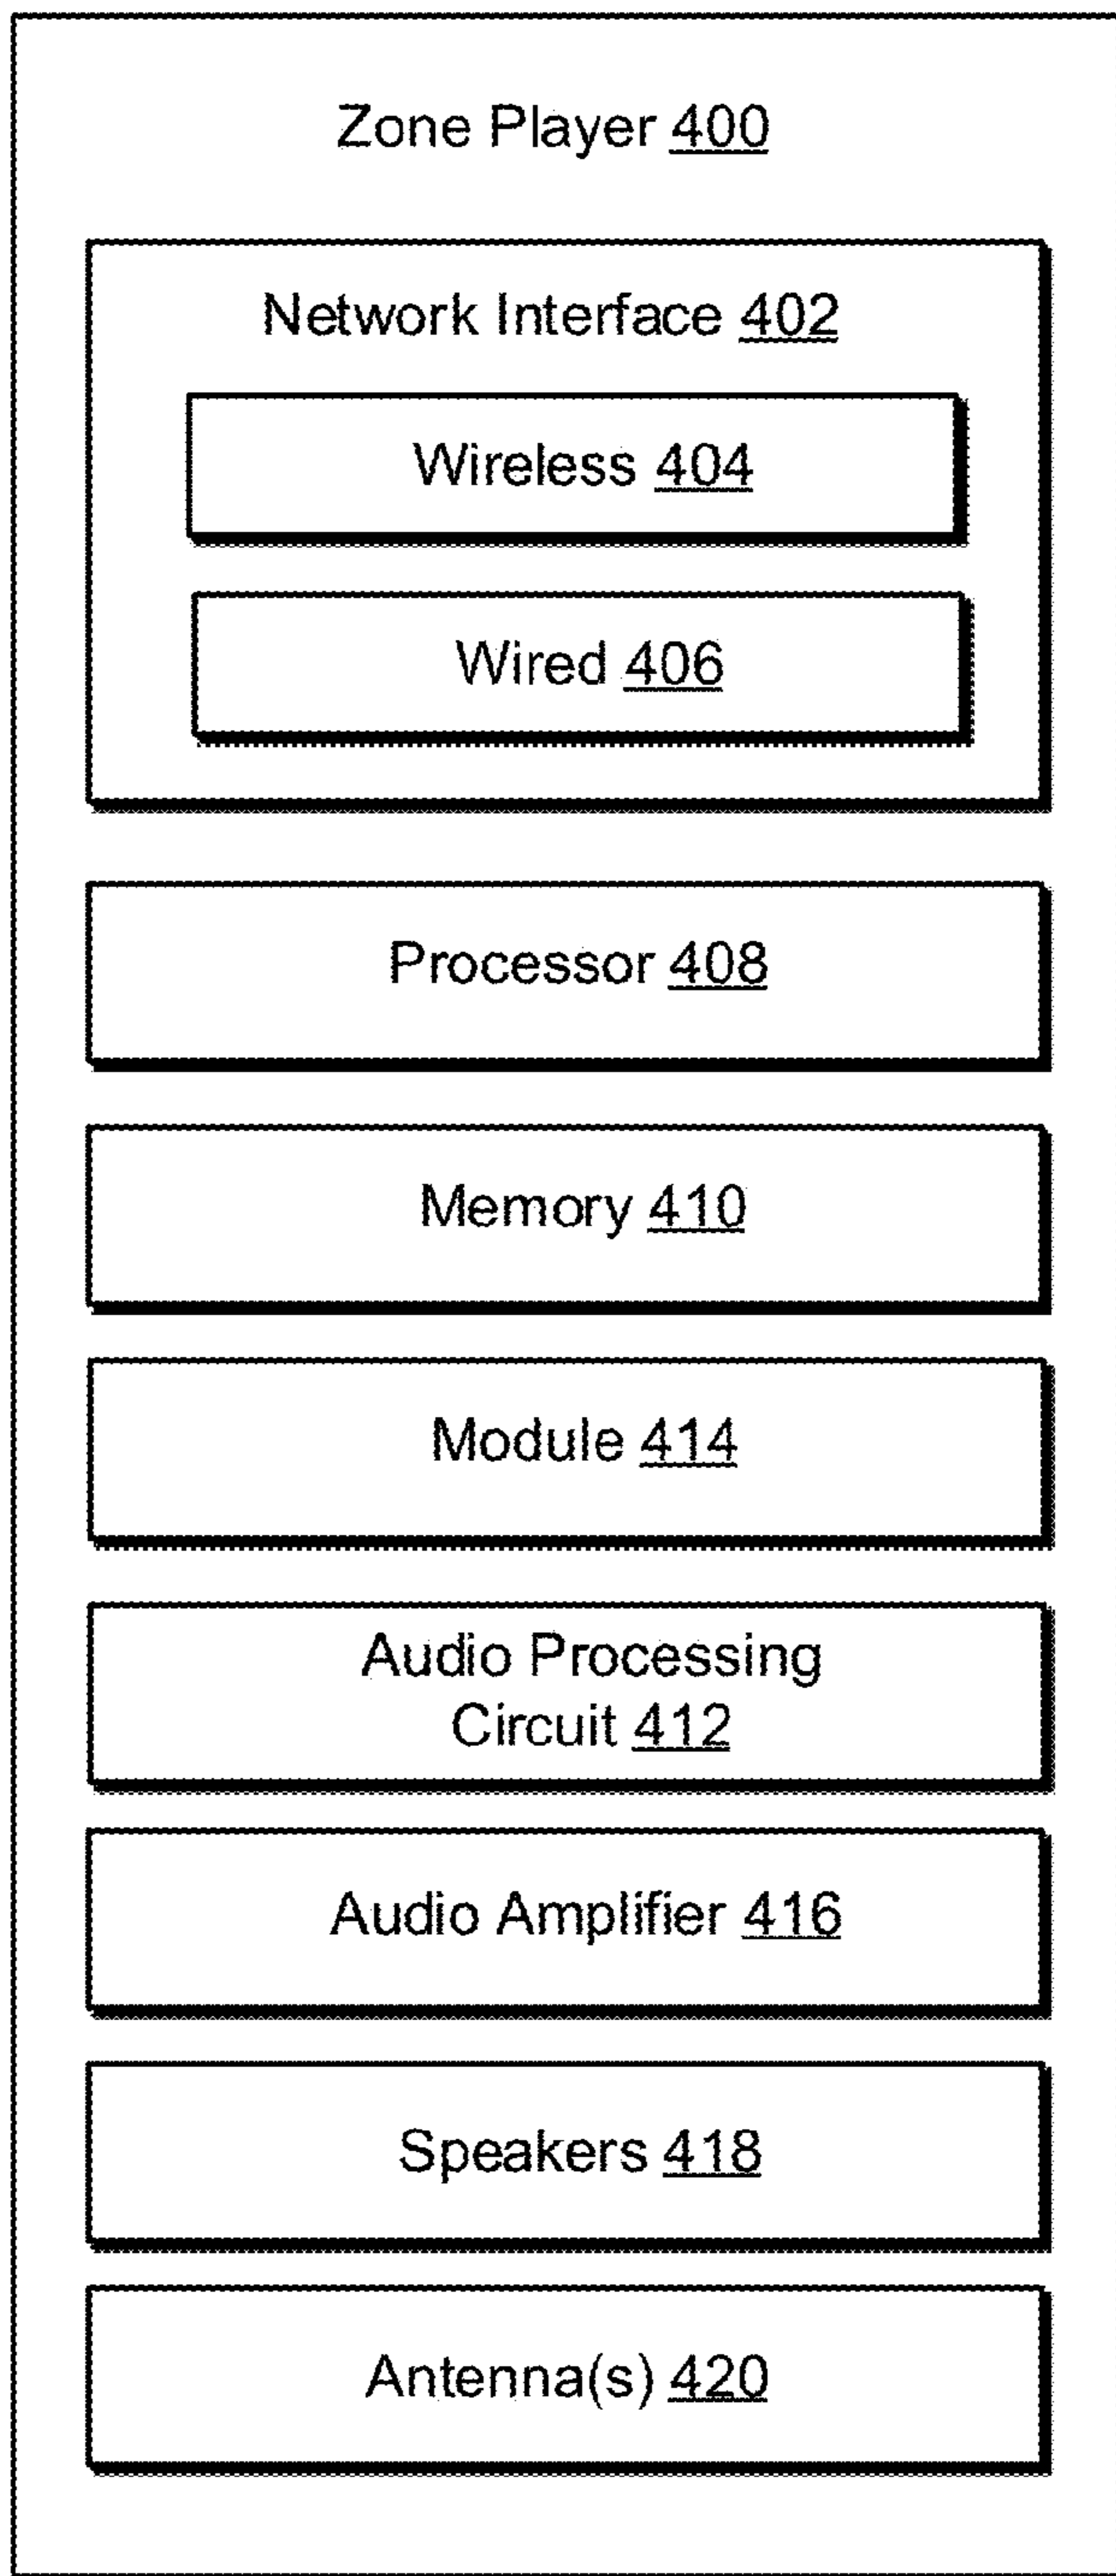 Zone Player 400
Network Interface 402
Wireless 404
Wired 406
Processor 408
Memory 410
Module 414
Audio Processing
Circuit 412
Audio Amplifier 416
Speakers 418
Antenna(s) 420